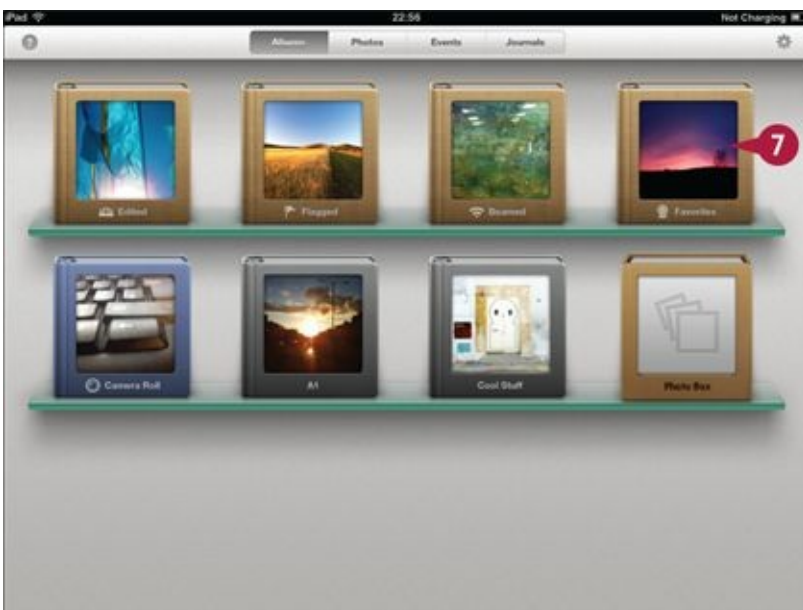 iPad 22:56 Not Charging
Albums Photos Events Journals
7
Edited Flagged Beamed Favorites
Camera Roll A1 Cool Stuff Photo Box